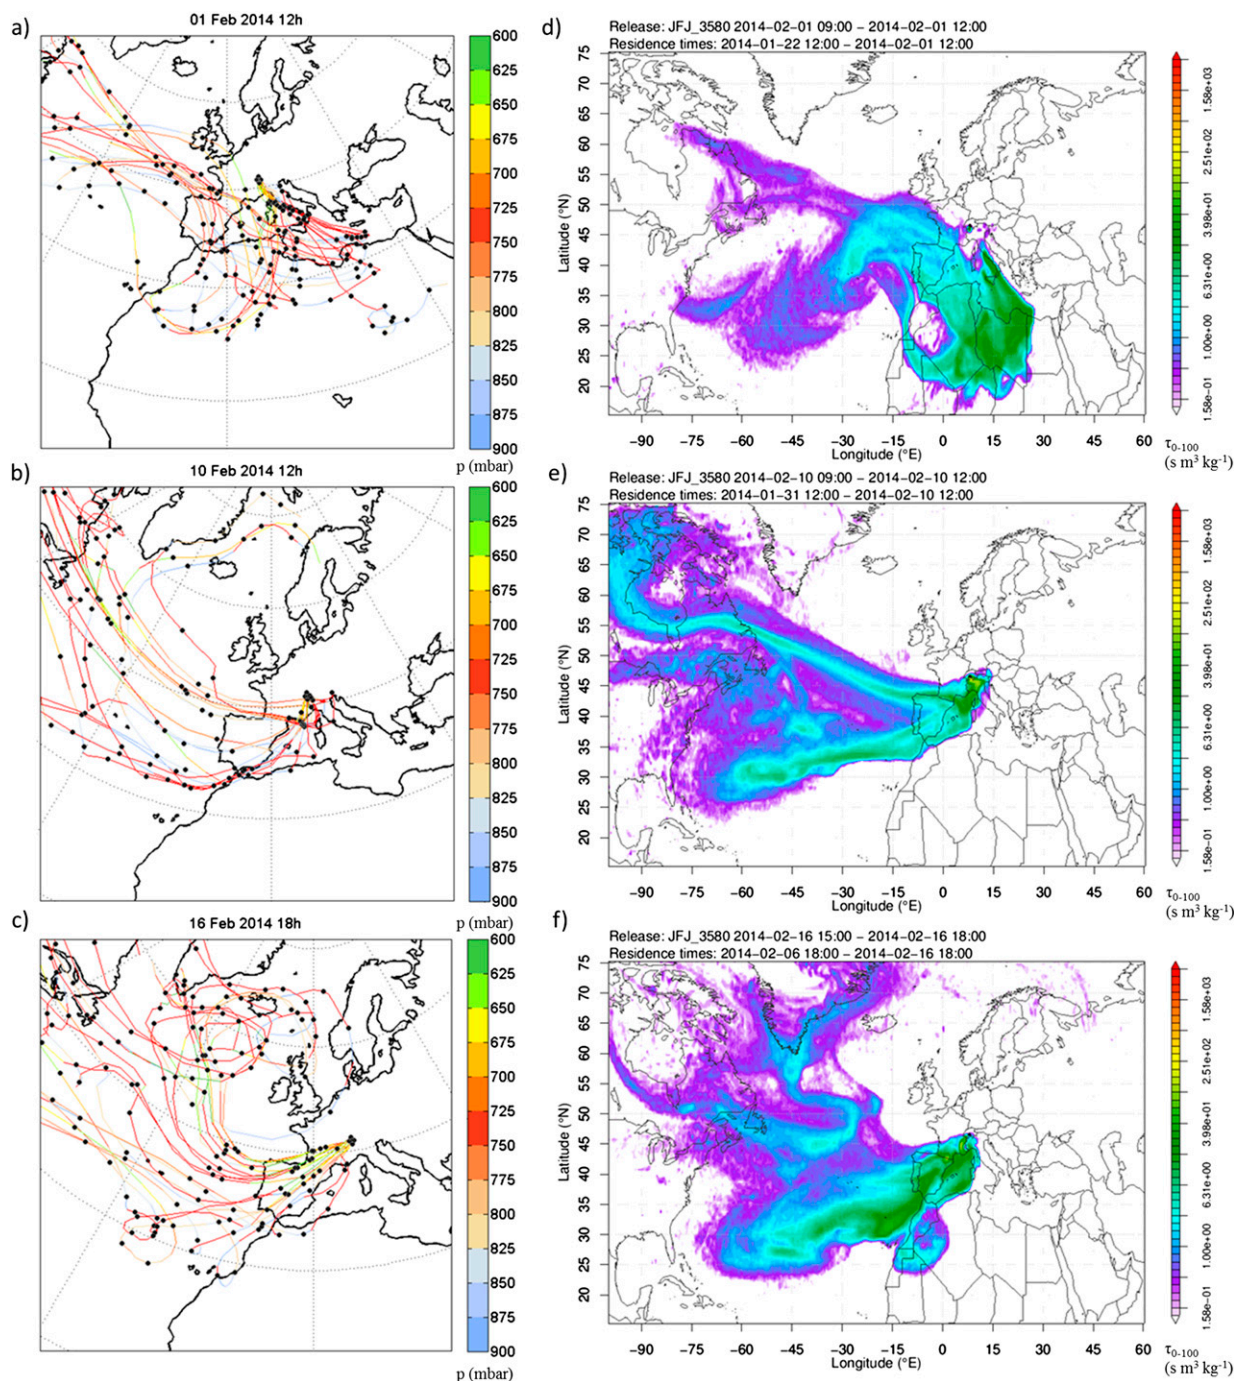 a)
01 Feb 2014 12h
600
625
650
675
700
725
750
775
800
825
850
875
900
p (mbar)
d)
Release: JFJ_3580 2014-02-01 09:00 - 2014-02-01 12:00
Residence times: 2014-01-22 12:00 - 2014-02-01 12:00
75
70
65
60
55
50
45
40
35
30
25
20
Latitude (°N)
-90 -75 -60 -45 -30 -15 0 15 30 45 60
Longitude (°E)
1.58e-01 1.00e+00 6.31e+00 3.98e+01 2.51e+02 1.58e+03
τ0-100
(s m³ kg⁻¹)
b)
10 Feb 2014 12h
600
625
650
675
700
725
750
775
800
825
850
875
900
p (mbar)
e)
Release: JFJ_3580 2014-02-10 09:00 - 2014-02-10 12:00
Residence times: 2014-01-31 12:00 - 2014-02-10 12:00
75
70
65
60
55
50
45
40
35
30
25
20
Latitude (°N)
-90 -75 -60 -45 -30 -15 0 15 30 45 60
Longitude (°E)
1.58e-01 1.00e+00 6.31e+00 3.98e+01 2.51e+02 1.58e+03
τ0-100
(s m³ kg⁻¹)
c)
16 Feb 2014 18h
600
625
650
675
700
725
750
775
800
825
850
875
900
p (mbar)
f)
Release: JFJ_3580 2014-02-16 15:00 - 2014-02-16 18:00
Residence times: 2014-02-06 18:00 - 2014-02-16 18:00
75
70
65
60
55
50
45
40
35
30
25
20
Latitude (°N)
-90 -75 -60 -45 -30 -15 0 15 30 45 60
Longitude (°E)
1.58e-01 1.00e+00 6.31e+00 3.98e+01 2.51e+02 1.58e+03
τ0-100
(s m³ kg⁻¹)